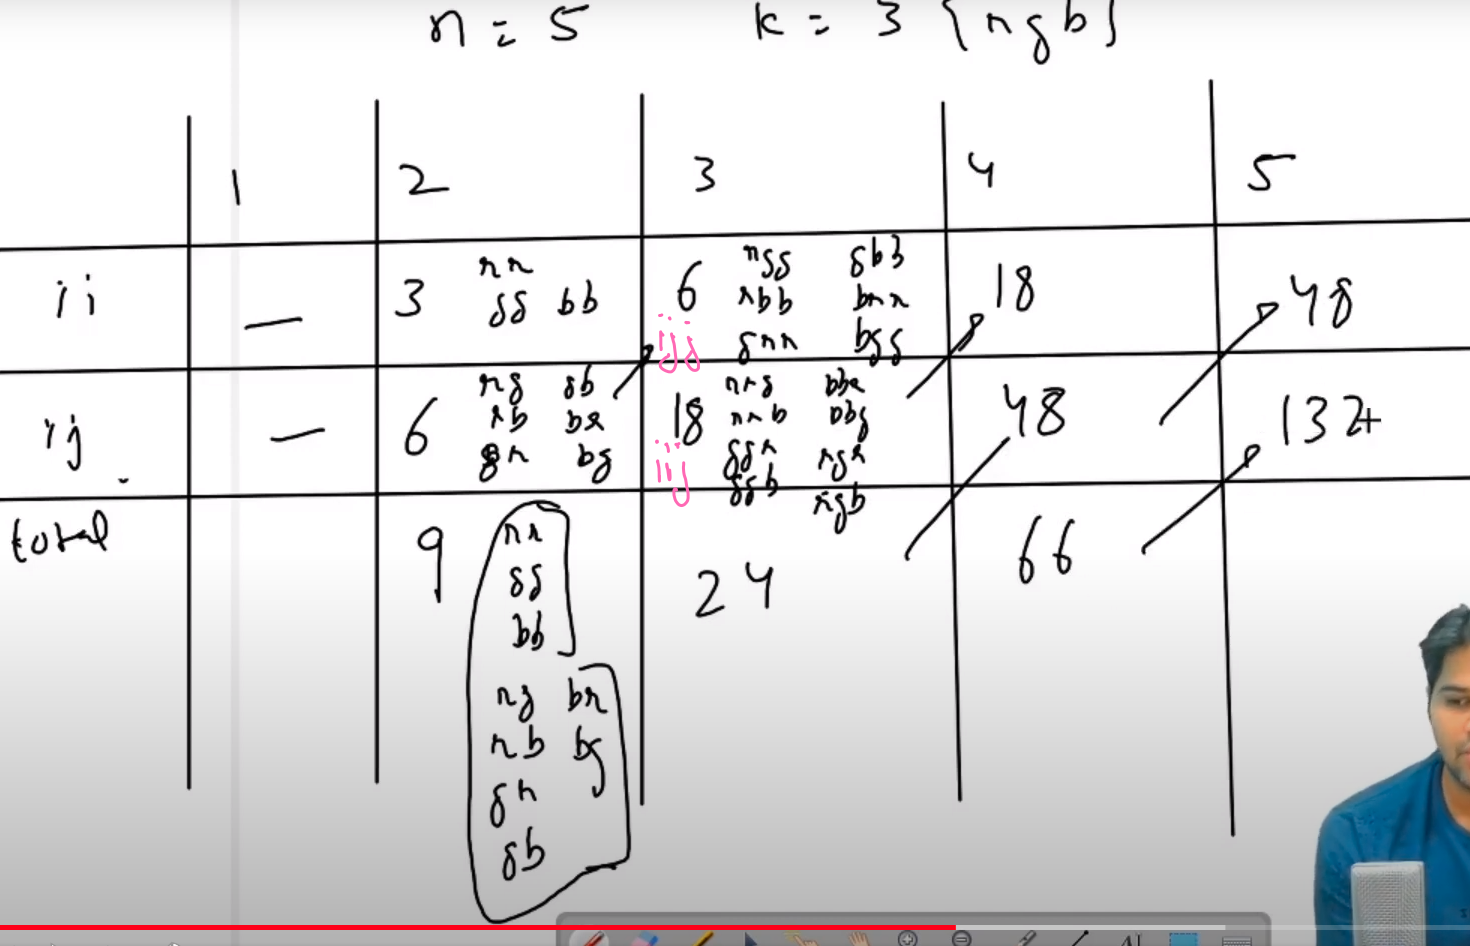 n = 5 k = 3 {rgb}
1 2 3 4 5
ii — 3 rr gg bb 6 rgg gbb rbb brr grr bgg 18 48
ijj
ij — 6 rg gb rb br gr bg 18 rrg bbr rrb bbg ggr rgr ggb rgb 48 132
iij
total 9 24 66
rr
gg
bb
rg br
rb bg
gr
gb
AI